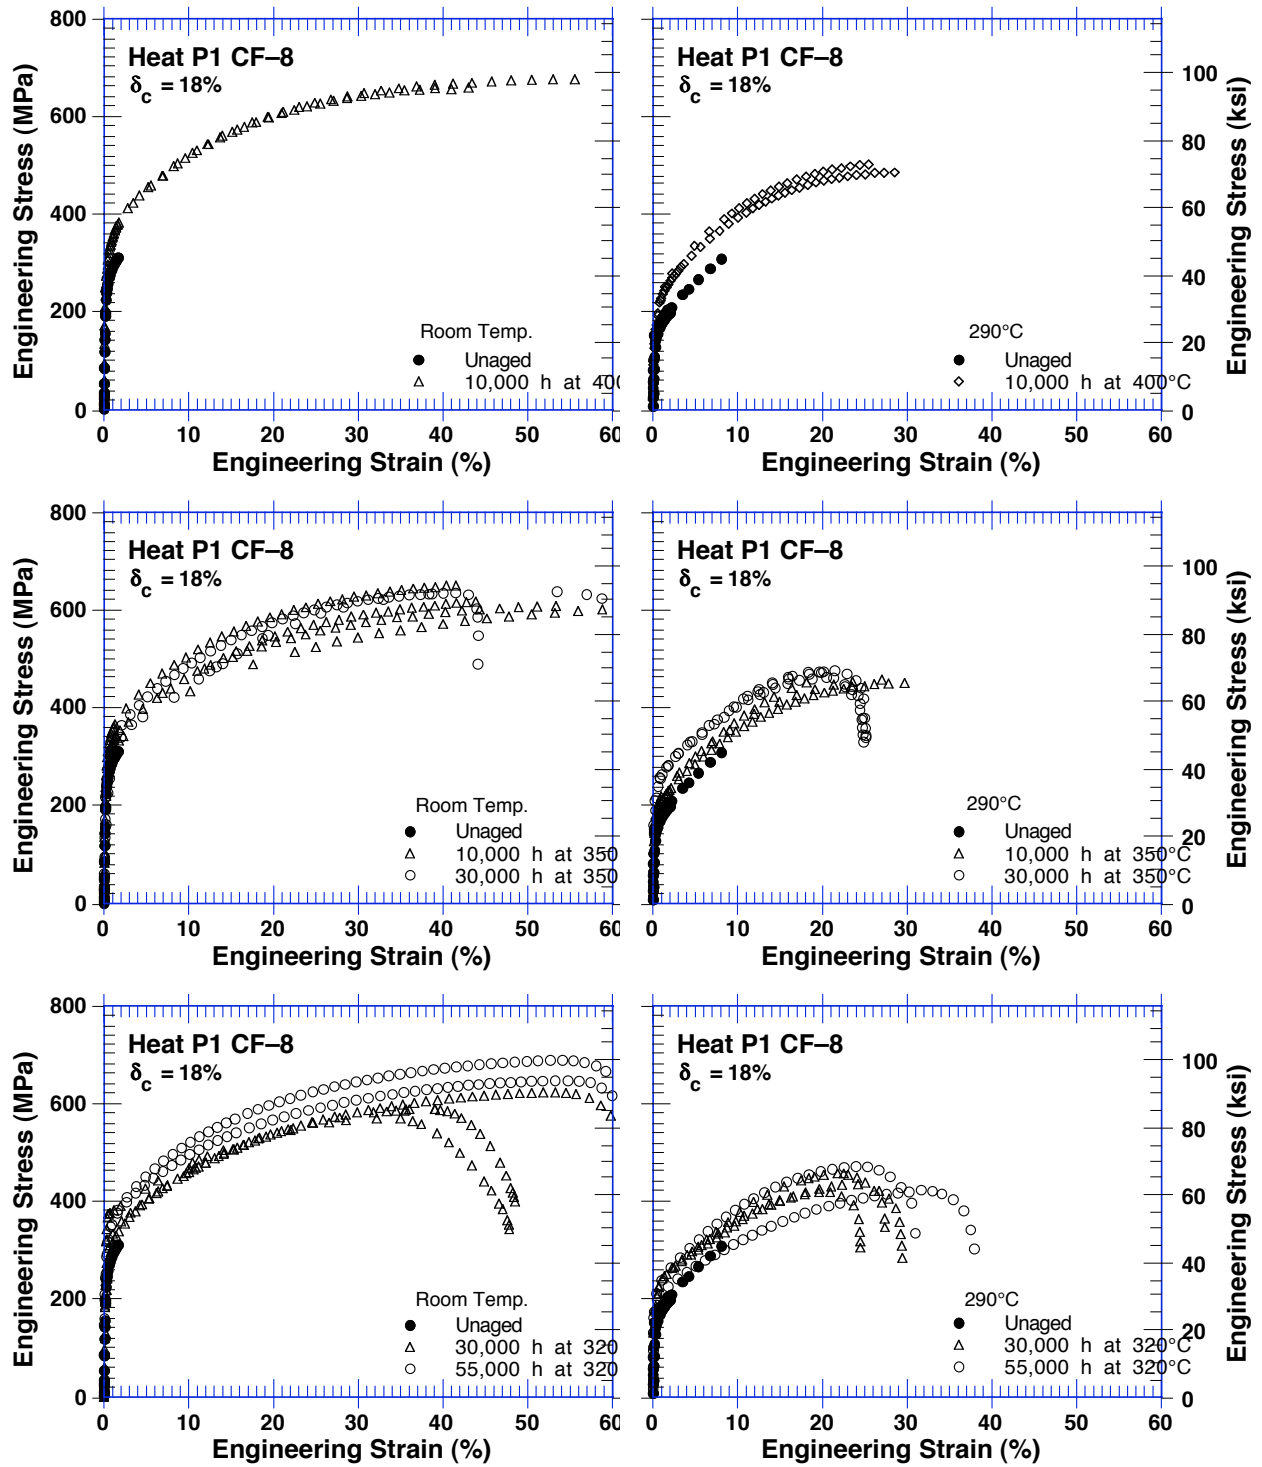 800
600
400
200
0
Engineering Stress (MPa)
Heat P1 CF–8
δc = 18%
Room Temp.
Unaged
10,000 h at 400
0 10 20 30 40 50 60
Engineering Strain (%)
Heat P1 CF–8
δc = 18%
290°C
Unaged
10,000 h at 400°C
100
80
60
40
20
0
Engineering Stress (ksi)
0 10 20 30 40 50 60
Engineering Strain (%)
800
600
400
200
0
Engineering Stress (MPa)
Heat P1 CF–8
δc = 18%
Room Temp.
Unaged
10,000 h at 350
30,000 h at 350
0 10 20 30 40 50 60
Engineering Strain (%)
Heat P1 CF–8
δc = 18%
290°C
Unaged
10,000 h at 350°C
30,000 h at 350°C
100
80
60
40
20
0
Engineering Stress (ksi)
0 10 20 30 40 50 60
Engineering Strain (%)
800
600
400
200
0
Engineering Stress (MPa)
Heat P1 CF–8
δc = 18%
Room Temp.
Unaged
30,000 h at 320
55,000 h at 320
0 10 20 30 40 50 60
Engineering Strain (%)
Heat P1 CF–8
δc = 18%
290°C
Unaged
30,000 h at 320°C
55,000 h at 320°C
100
80
60
40
20
0
Engineering Stress (ksi)
0 10 20 30 40 50 60
Engineering Strain (%)